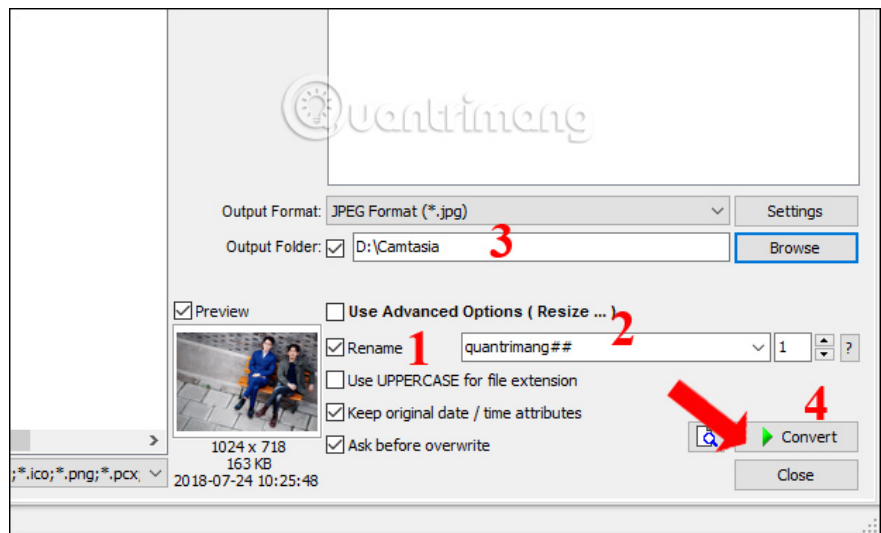 Quantrimang
Output Format: JPEG Format (*.jpg) Settings
Output Folder: D:\Camtasia 3 Browse
Preview Use Advanced Options ( Resize ... ) 2
Rename 1 quantrimang## 1 ?
Use UPPERCASE for file extension
Keep original date / time attributes 4
Ask before overwrite Convert
1024 x 718
163 KB
2018-07-24 10:25:48
;*.ico;*.png;*.pcx; Close